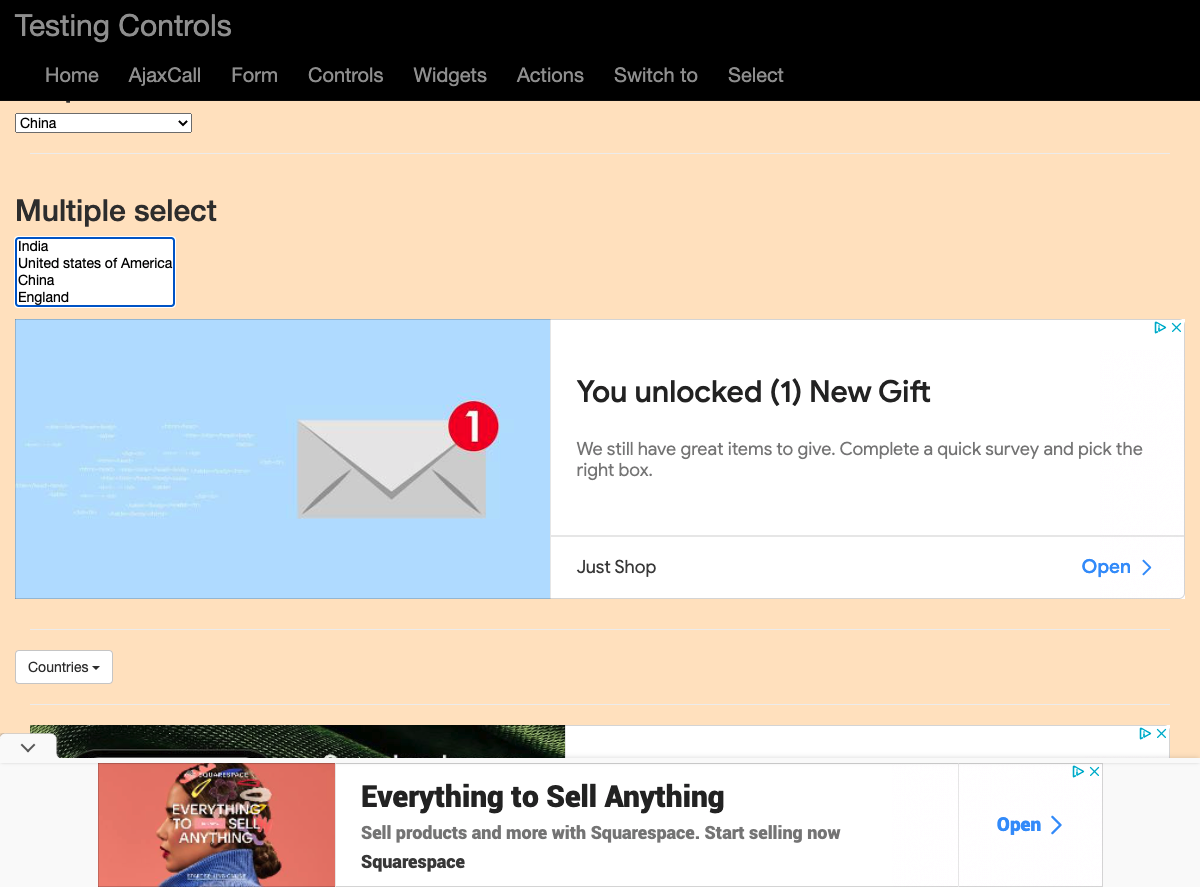 Testing Controls
Home AjaxCall Form Controls Widgets Actions Switch to Select
China
Multiple select
India
United states of America
China
England
1
You unlocked (1) New Gift
We still have great items to give. Complete a quick survey and pick the
right box.
Just Shop
Open
Countries
SQUARESPACE
EVERYTHING
TO SELL
ANYTHING
Everything to Sell Anything
Sell products and more with Squarespace. Start selling now
Squarespace
Open